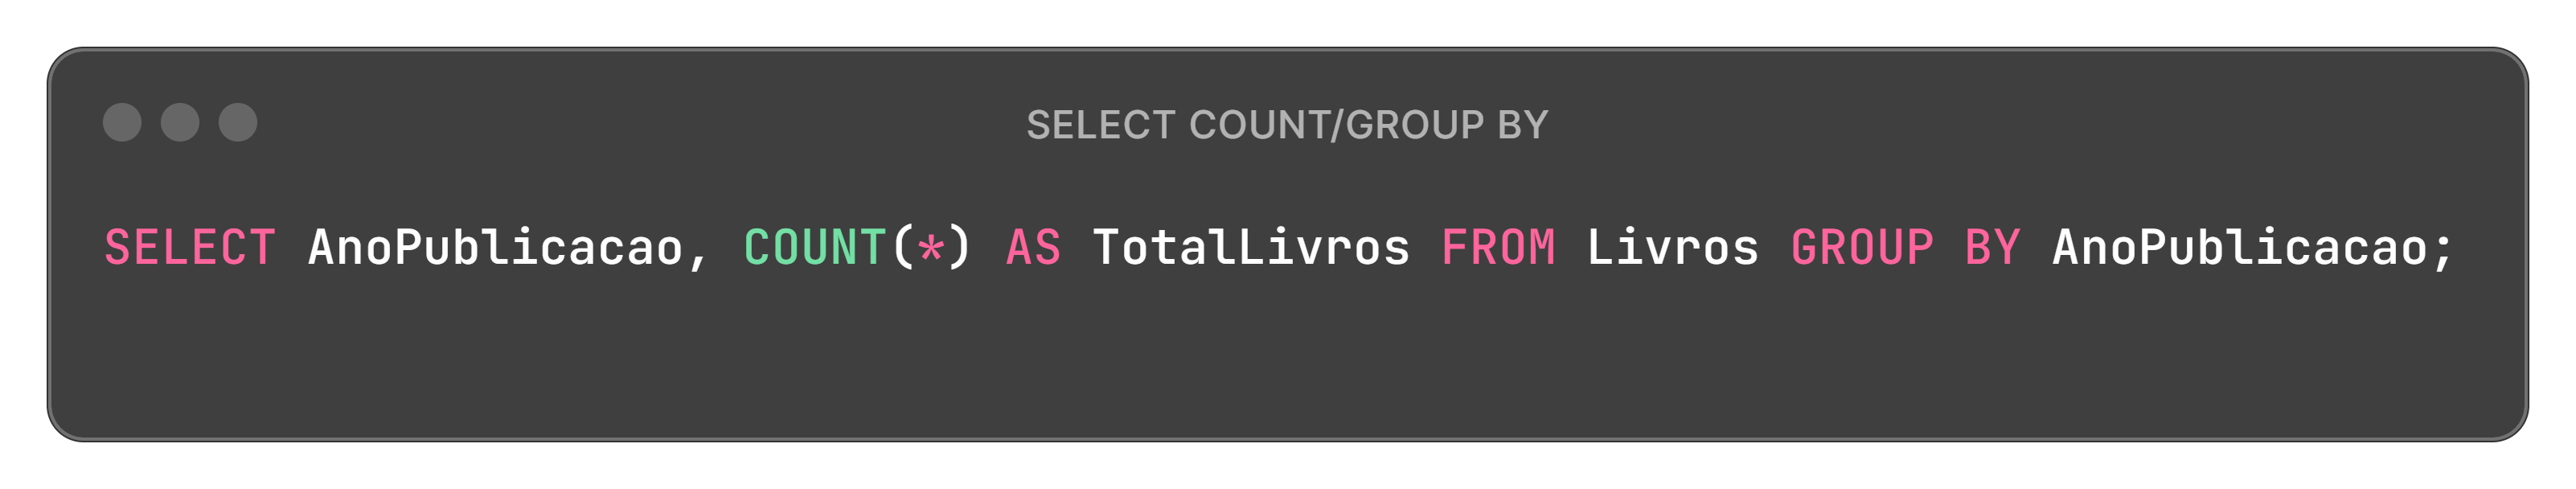 SELECT COUNT/GROUP BY
SELECT AnoPublicacao, COUNT(*) AS TotalLivros FROM Livros GROUP BY AnoPublicacao;